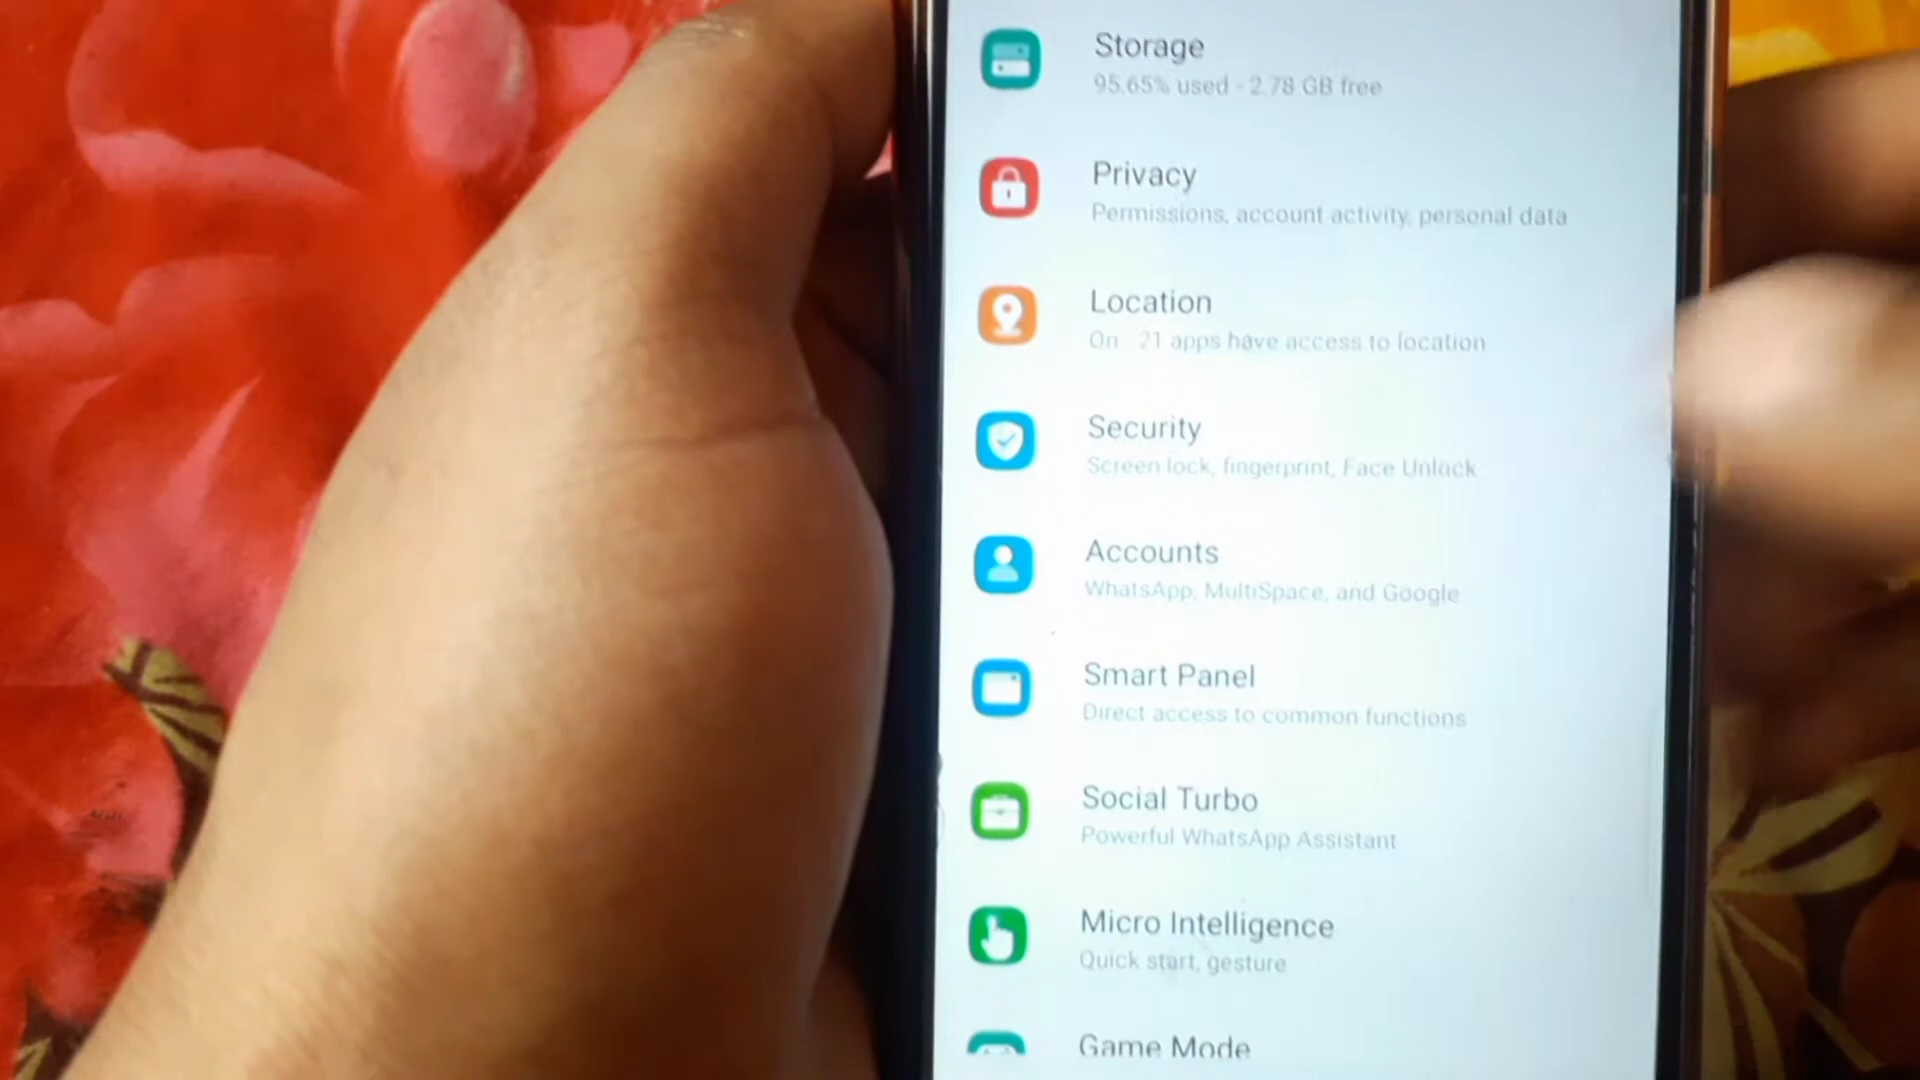 Storage
95.65% used - 2.78 GB free
Privacy
Permissions, account activity, personal data
Location
On 21 apps have access to location
Security
Screen lock, fingerprint, Face Unlock
Accounts
WhatsApp, MultiSpace, and Google
Smart Panel
Direct access to common functions
Social Turbo
Powerful WhatsApp Assistant
Micro Intelligence
Quick start, gesture
Game Mode